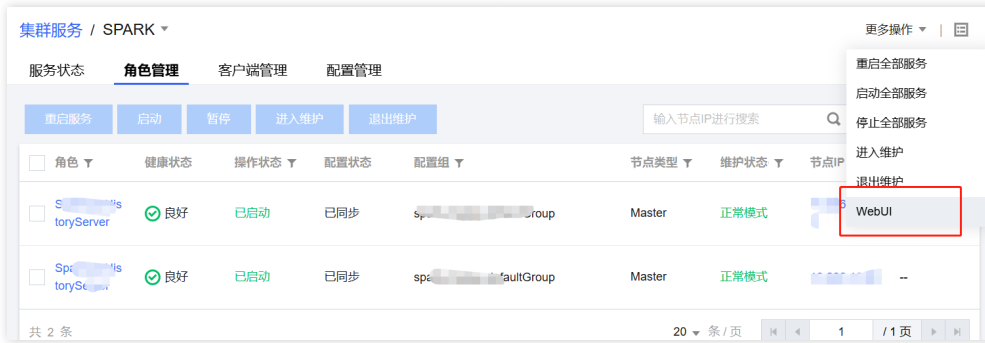 集群服务 / SPARK
更多操作
服务状态 角色管理 客户端管理 配置管理
重启全部服务
启动全部服务
停止全部服务
进入维护
退出维护
WebUI
重启服务 启动 暂停 进入维护 退出维护
输入节点IP进行搜索
角色 健康状态 操作状态 配置状态 配置组 节点类型 维护状态 节点IP
toryServer 良好 已启动 已同步 Group Master 正常模式
良好 已启动 已同步 faultGroup Master 正常模式 --
共 2 条
20 条/页 1 /1页